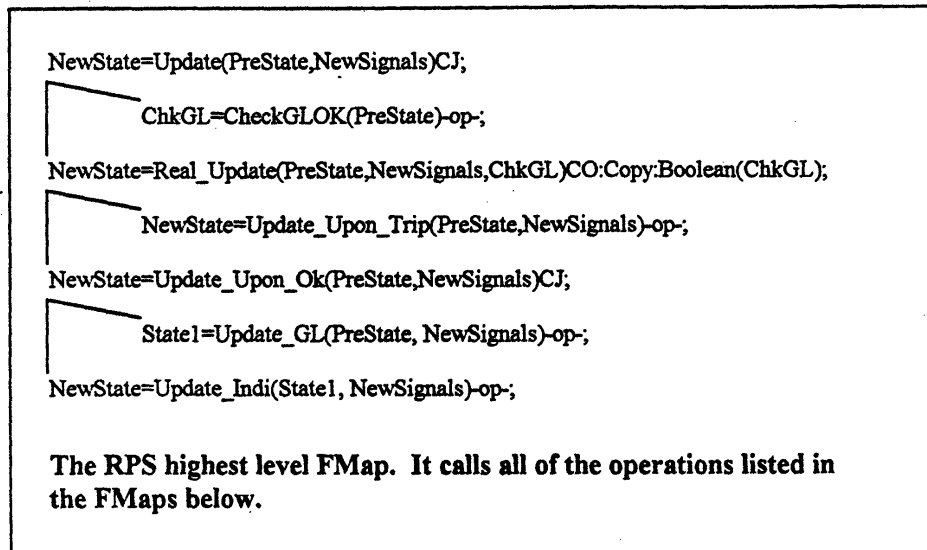 NewState=Update(PreState,NewSignals)CJ;
ChkGL=CheckGLOK(PreState)-op-;
NewState=Real_Update(PreState,NewSignals,ChkGL)CO:Copy:Boolean(ChkGL);
NewState=Update_Upon_Trip(PreState,NewSignals)-op-;
NewState=Update_Upon_Ok(PreState,NewSignals)CJ;
State1=Update_GL(PreState, NewSignals)-op-;
NewState=Update_Indi(State1, NewSignals)-op-;
The RPS highest level FMap.  It calls all of the operations listed in
the FMaps below.